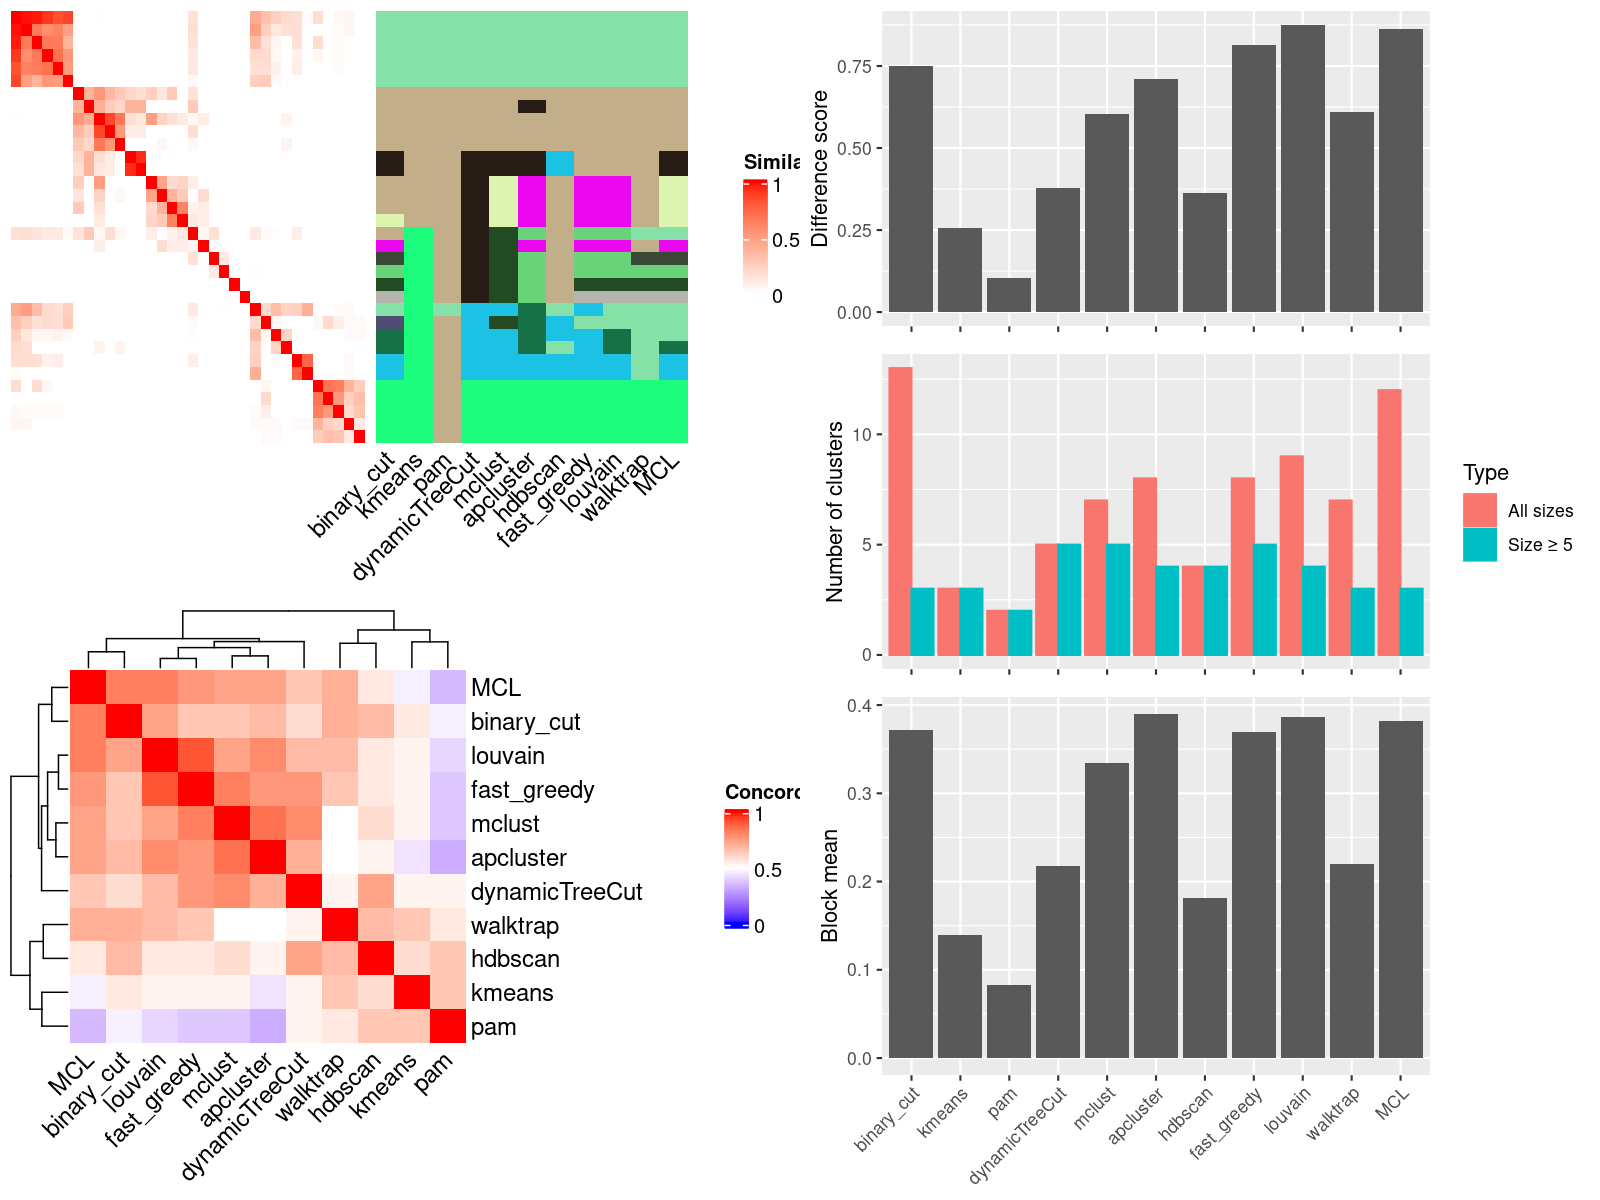 Simila
1
0.5
0
binary_cut
kmeans
pam
dynamicTreeCut
mclust
apcluster
hdbscan
fast_greedy
louvain
walktrap
MCL
MCL
binary_cut
louvain
fast_greedy
mclust
apcluster
dynamicTreeCut
walktrap
hdbscan
kmeans
pam
MCL
binary_cut
louvain
fast_greedy
mclust
apcluster
dynamicTreeCut
walktrap
hdbscan
kmeans
pam
Concord
1
0.5
0
Difference score
0.75
0.50
0.25
0.00
Number of clusters
10
5
0
Type
All sizes
Size ≥ 5
Block mean
0.4
0.3
0.2
0.1
0.0
binary_cut
kmeans
pam
dynamicTreeCut
mclust
apcluster
hdbscan
fast_greedy
louvain
walktrap
MCL